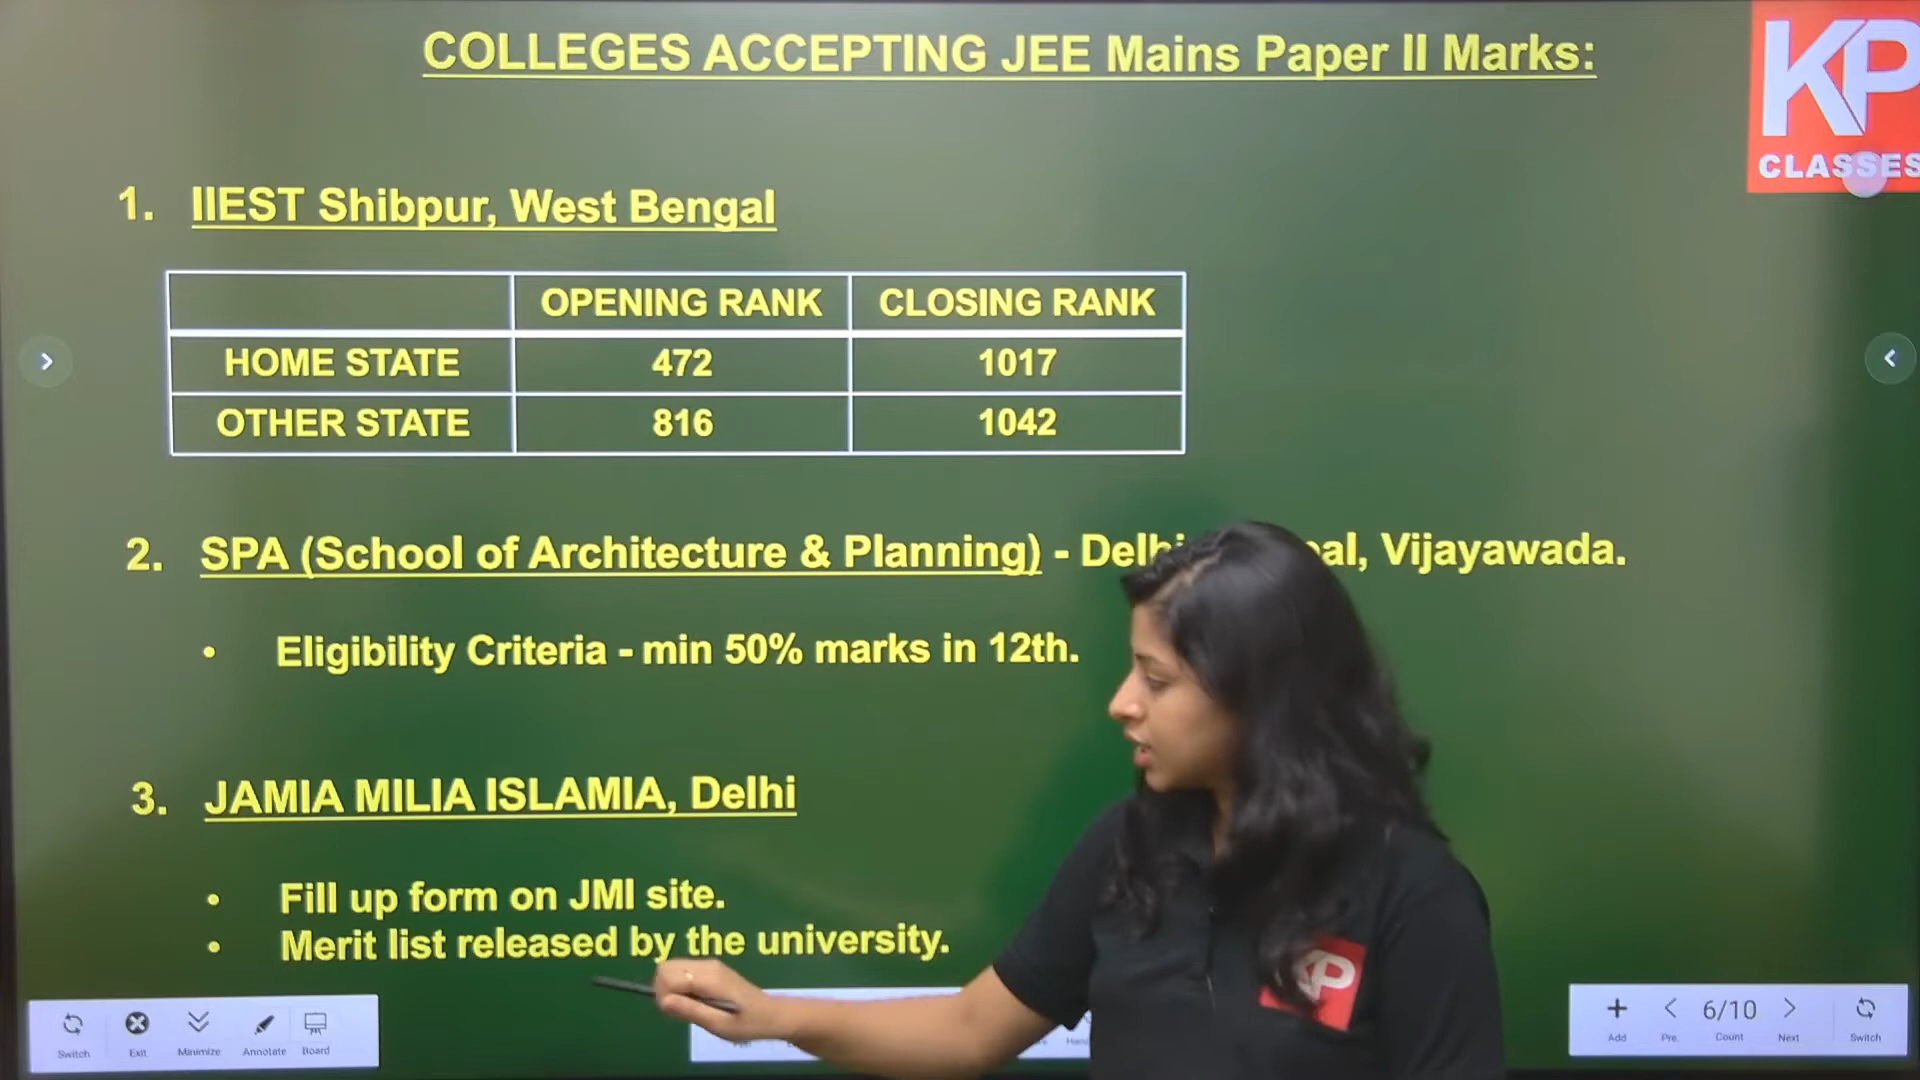 COLLEGES ACCEPTING JEE Mains Paper II Marks:
KP
CLASSES
1. IIEST Shibpur, West Bengal
OPENING RANK CLOSING RANK
HOME STATE 472 1017
OTHER STATE 816 1042
2. SPA (School of Architecture & Planning) - Vijayawada.
• Eligibility Criteria - min 50% marks in 12th.
3. JAMIA MILIA ISLAMIA, Delhi
• Fill up form on JMI site.
• Merit list released by the university.
KP
Switch Exit Minimize Annotate Board
6/10
Add Pre. Count Next Switch